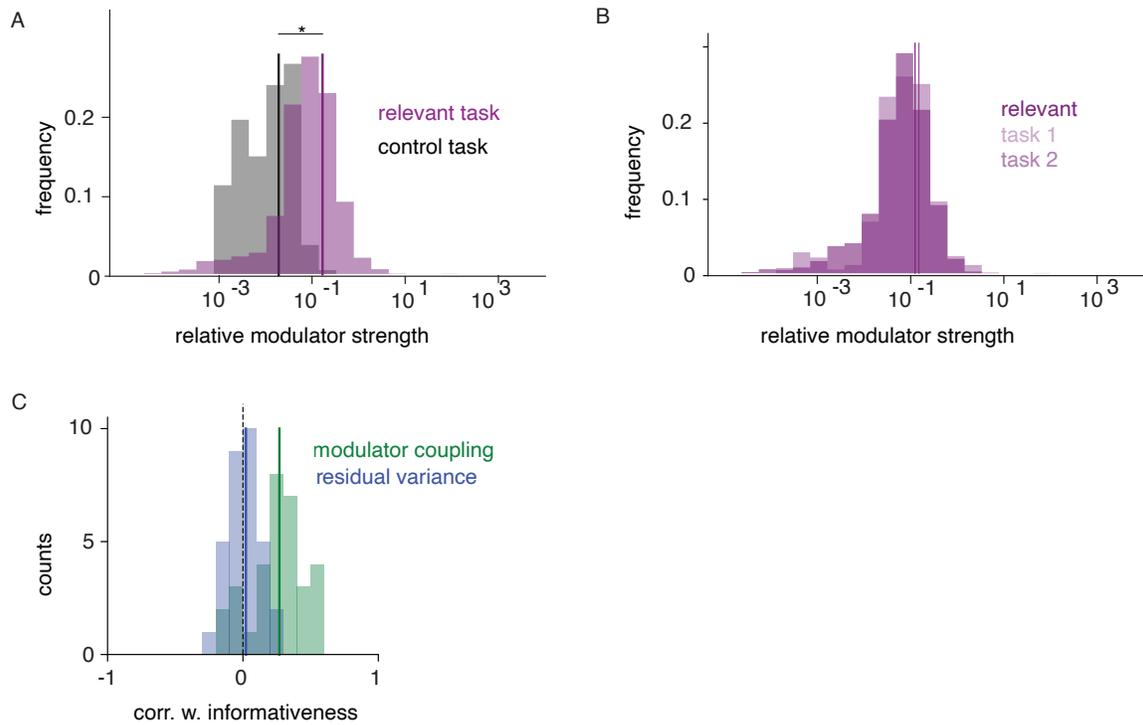 A
*
relevant task
control task
frequency
0.2
0.1
0
10 -3
10 -1
10 1
10 3
relative modulator strength
B
relevant
task 1
task 2
frequency
0.2
0.1
0
10 -3
10 -1
10 1
10 3
relative modulator strength
C
modulator coupling
residual variance
counts
10
5
0
-1
0
1
corr. w. informativeness